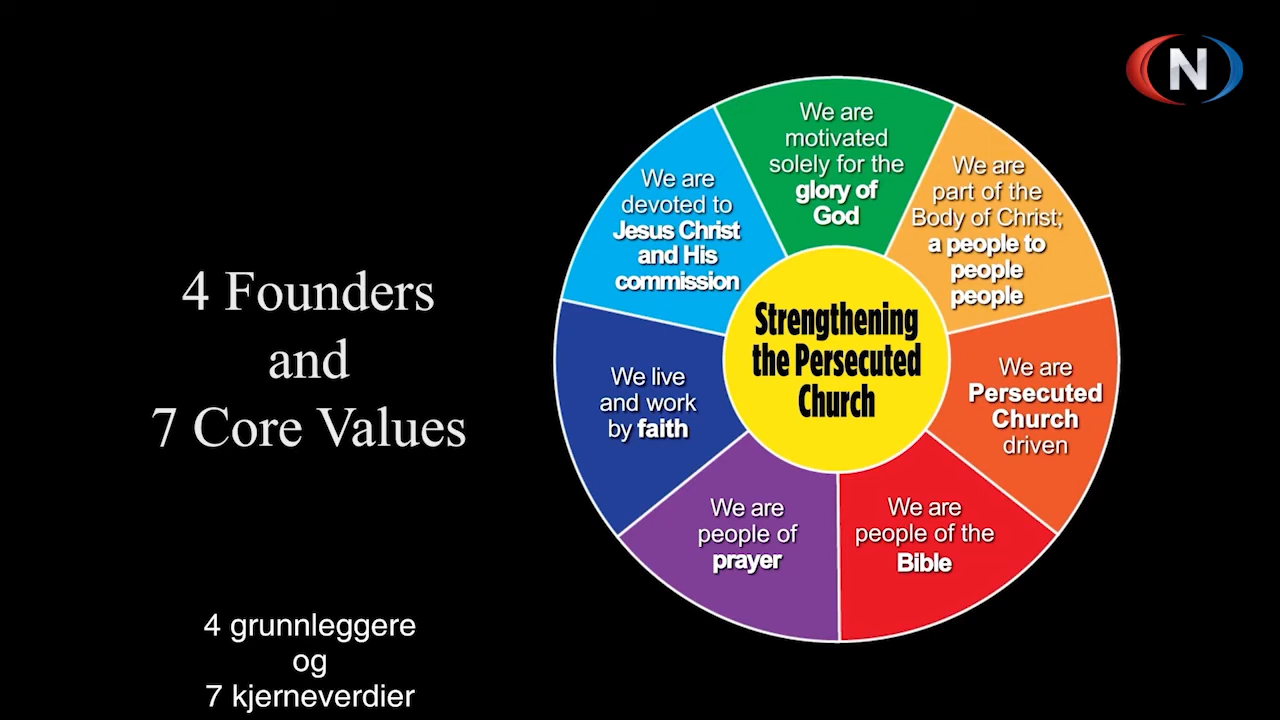 4 Founders
and
7 Core Values
4 grunnleggere
og
7 kjerneverdier
N
We are
motivated
solely for the
glory of
God
We are
part of the
Body of Christ;
a people to
people
people
We are
Persecuted
Church
driven
We are
people of the
Bible
We are
people of
prayer
We live
and work
by faith
We are
devoted to
Jesus Christ
and His
commission
Strengthening
the Persecuted
Church